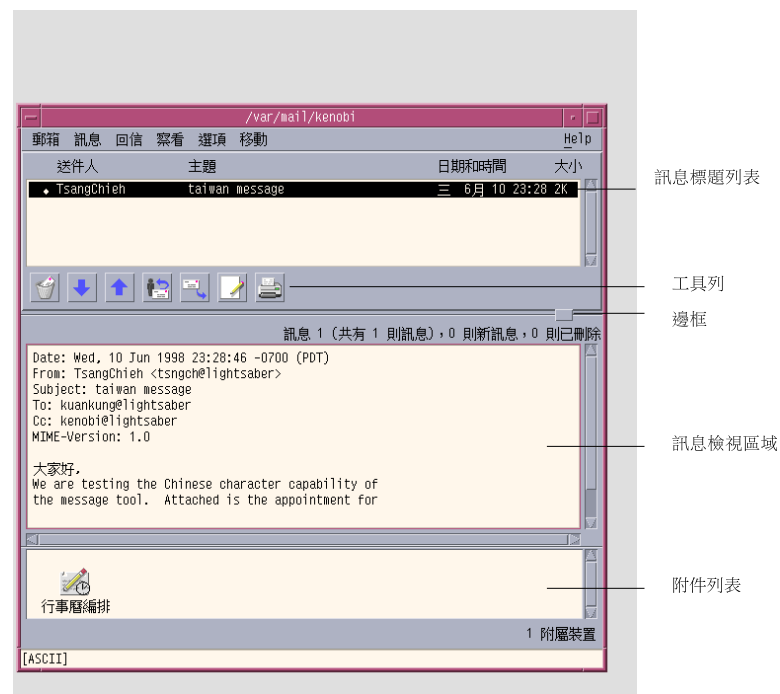 /var/mail/kenobi
郵箱 訊息 回信 察看 選項 移動 Help
送件人 主題 日期和時間 大小
TsangChieh taiwan message 三 6月 10 23:28 2K
訊息標題列表
工具列
邊框
訊息 1 (共有 1 則訊息),0 則新訊息,0 則已刪除
Date: Wed, 10 Jun 1998 23:28:46 -0700 (PDT)
From: TsangChieh <tsngch@lightsaber>
Subject: taiwan message
To: kuankung@lightsaber
Cc: kenobi@lightsaber
MIME-Version: 1.0
訊息檢視區域
大家好,
We are testing the Chinese character capability of
the message tool. Attached is the appointment for
附件列表
行事曆編排
1 附屬裝置
[ASCII]